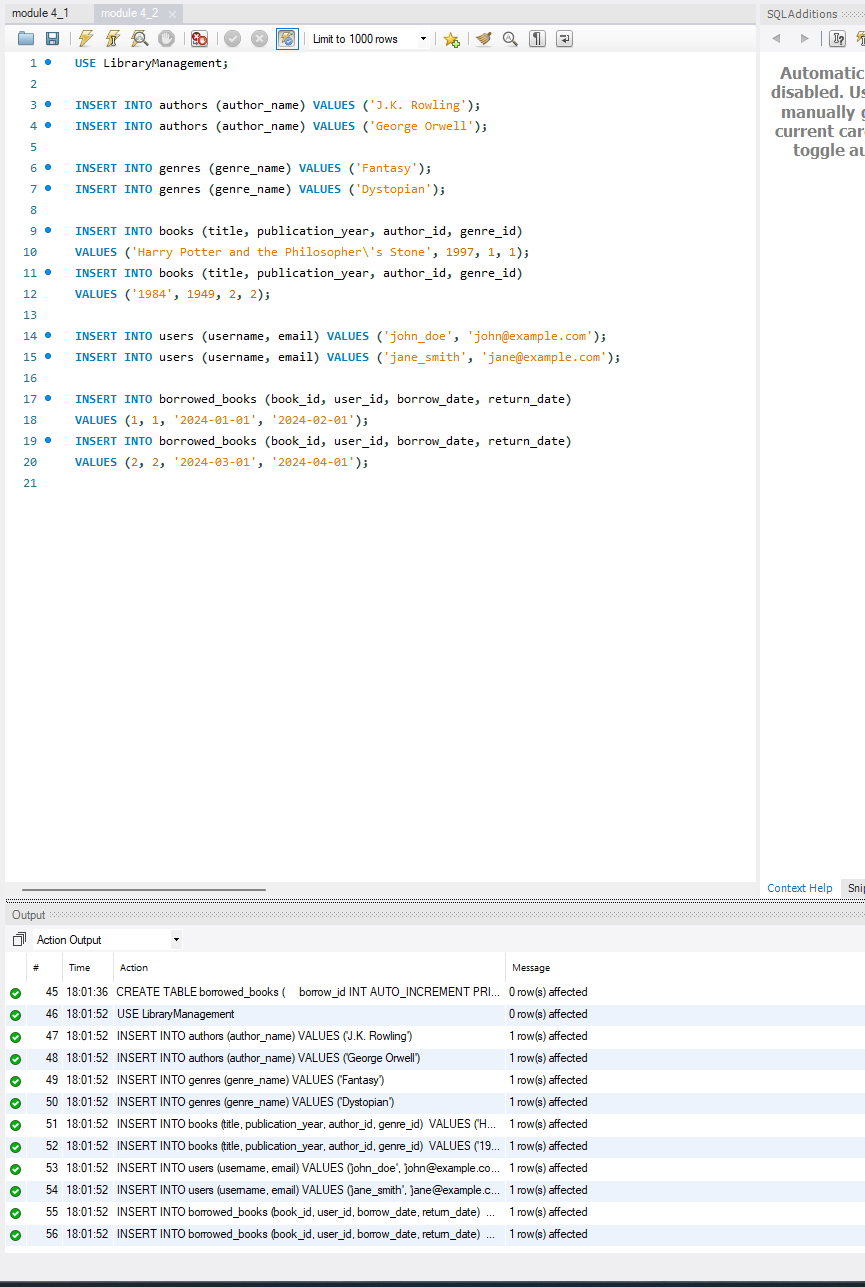 module 4_1 module 4_2 SQLAdditions
Limit to 1000 rows
1 USE LibraryManagement;
2
3 INSERT INTO authors (author_name) VALUES ('J.K. Rowling');
4 INSERT INTO authors (author_name) VALUES ('George Orwell');
5
6 INSERT INTO genres (genre_name) VALUES ('Fantasy');
7 INSERT INTO genres (genre_name) VALUES ('Dystopian');
8
9 INSERT INTO books (title, publication_year, author_id, genre_id)
10 VALUES ('Harry Potter and the Philosopher\'s Stone', 1997, 1, 1);
11 INSERT INTO books (title, publication_year, author_id, genre_id)
12 VALUES ('1984', 1949, 2, 2);
13
14 INSERT INTO users (username, email) VALUES ('john_doe', 'john@example.com');
15 INSERT INTO users (username, email) VALUES ('jane_smith', 'jane@example.com');
16
17 INSERT INTO borrowed_books (book_id, user_id, borrow_date, return_date)
18 VALUES (1, 1, '2024-01-01', '2024-02-01');
19 INSERT INTO borrowed_books (book_id, user_id, borrow_date, return_date)
20 VALUES (2, 2, '2024-03-01', '2024-04-01');
21
Automatic
disabled. Us
manually g
current car
toggle au
Context Help Snip
Output
Action Output
# Time Action Message
45 18:01:36 CREATE TABLE borrowed_books ( borrow_id INT AUTO_INCREMENT PRI... 0 row(s) affected
46 18:01:52 USE LibraryManagement 0 row(s) affected
47 18:01:52 INSERT INTO authors (author_name) VALUES ('J.K. Rowling') 1 row(s) affected
48 18:01:52 INSERT INTO authors (author_name) VALUES ('George Orwell') 1 row(s) affected
49 18:01:52 INSERT INTO genres (genre_name) VALUES ('Fantasy') 1 row(s) affected
50 18:01:52 INSERT INTO genres (genre_name) VALUES ('Dystopian') 1 row(s) affected
51 18:01:52 INSERT INTO books (title, publication_year, author_id, genre_id) VALUES ('H... 1 row(s) affected
52 18:01:52 INSERT INTO books (title, publication_year, author_id, genre_id) VALUES ('19... 1 row(s) affected
53 18:01:52 INSERT INTO users (username, email) VALUES ('john_doe', 'john@example.co... 1 row(s) affected
54 18:01:52 INSERT INTO users (username, email) VALUES ('jane_smith', 'jane@example.c... 1 row(s) affected
55 18:01:52 INSERT INTO borrowed_books (book_id, user_id, borrow_date, return_date) ... 1 row(s) affected
56 18:01:52 INSERT INTO borrowed_books (book_id, user_id, borrow_date, return_date) ... 1 row(s) affected